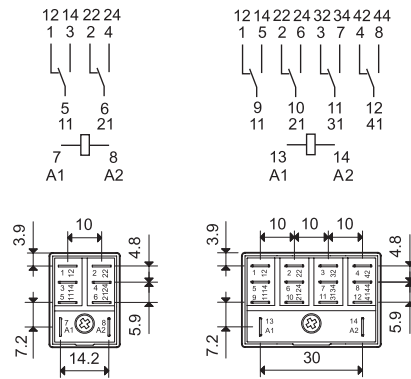 12 14 22 24
1 3 2 4
5 6
11 21
7 8
A1 A2
12 14 22 24 32 34 42 44
1 5 2 6 3 7 4 8
9 10 11 12
11 21 31 41
13 14
A1 A2
10
3.9
4.8
1 12 2 22
3 14 4 24
5 11 6 21
5.9
7 8
A1 A2
7.2
14.2
10 10 10
3.9
4.8
1 12 2 22 3 32 4 42
5 14 6 24 7 34 8 44
9 11 10 21 11 31 12 41
5.9
13 14
A1 A2
7.2
30